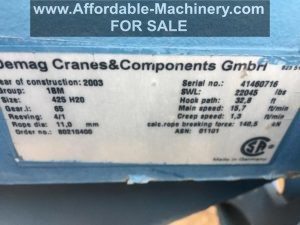 www.Affordable-Machinery.com
FOR SALE
Demag Cranes&Components GmbH
ear of construction: 2003 Serial no.: 41460716
Group: 1BM SWL: 22045 lbs
Size: 425 H20 Hook path: 32,8 ft
Gear.i: 65 Main speed: 15,7 ft/min
Reeving: 4/1 Creep speed: 1,3 ft/min
Rope dia: 11,0 mm calc.rope breaking force: 140,5 kN
Order no.: 80210400 ASN: 01101
Made in Germany